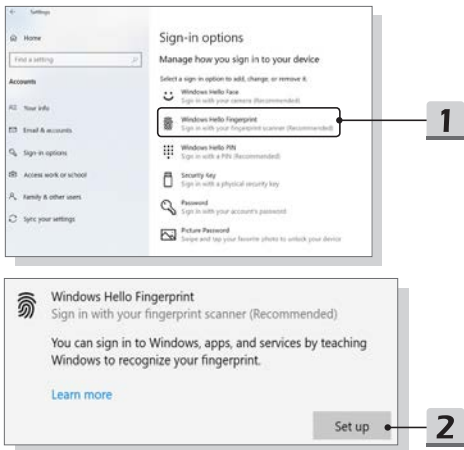 Settings
Home
Find a setting
Accounts
Your info
Email & accounts
Sign-in options
Access work or school
Family & other users
Sync your settings
Sign-in options
Manage how you sign in to your device
Select a sign-in option to add, change, or remove it.
Windows Hello Face
Sign in with your camera (Recommended)
Windows Hello Fingerprint
Sign in with your fingerprint scanner (Recommended)
Windows Hello PIN
Sign in with a PIN (Recommended)
Security Key
Sign in with a physical security key
Password
Sign in with your account's password
Picture Password
Swipe and tap your favorite photo to unlock your device
1
Windows Hello Fingerprint
Sign in with your fingerprint scanner (Recommended)
You can sign in to Windows, apps, and services by teaching
Windows to recognize your fingerprint.
Learn more
Set up
2